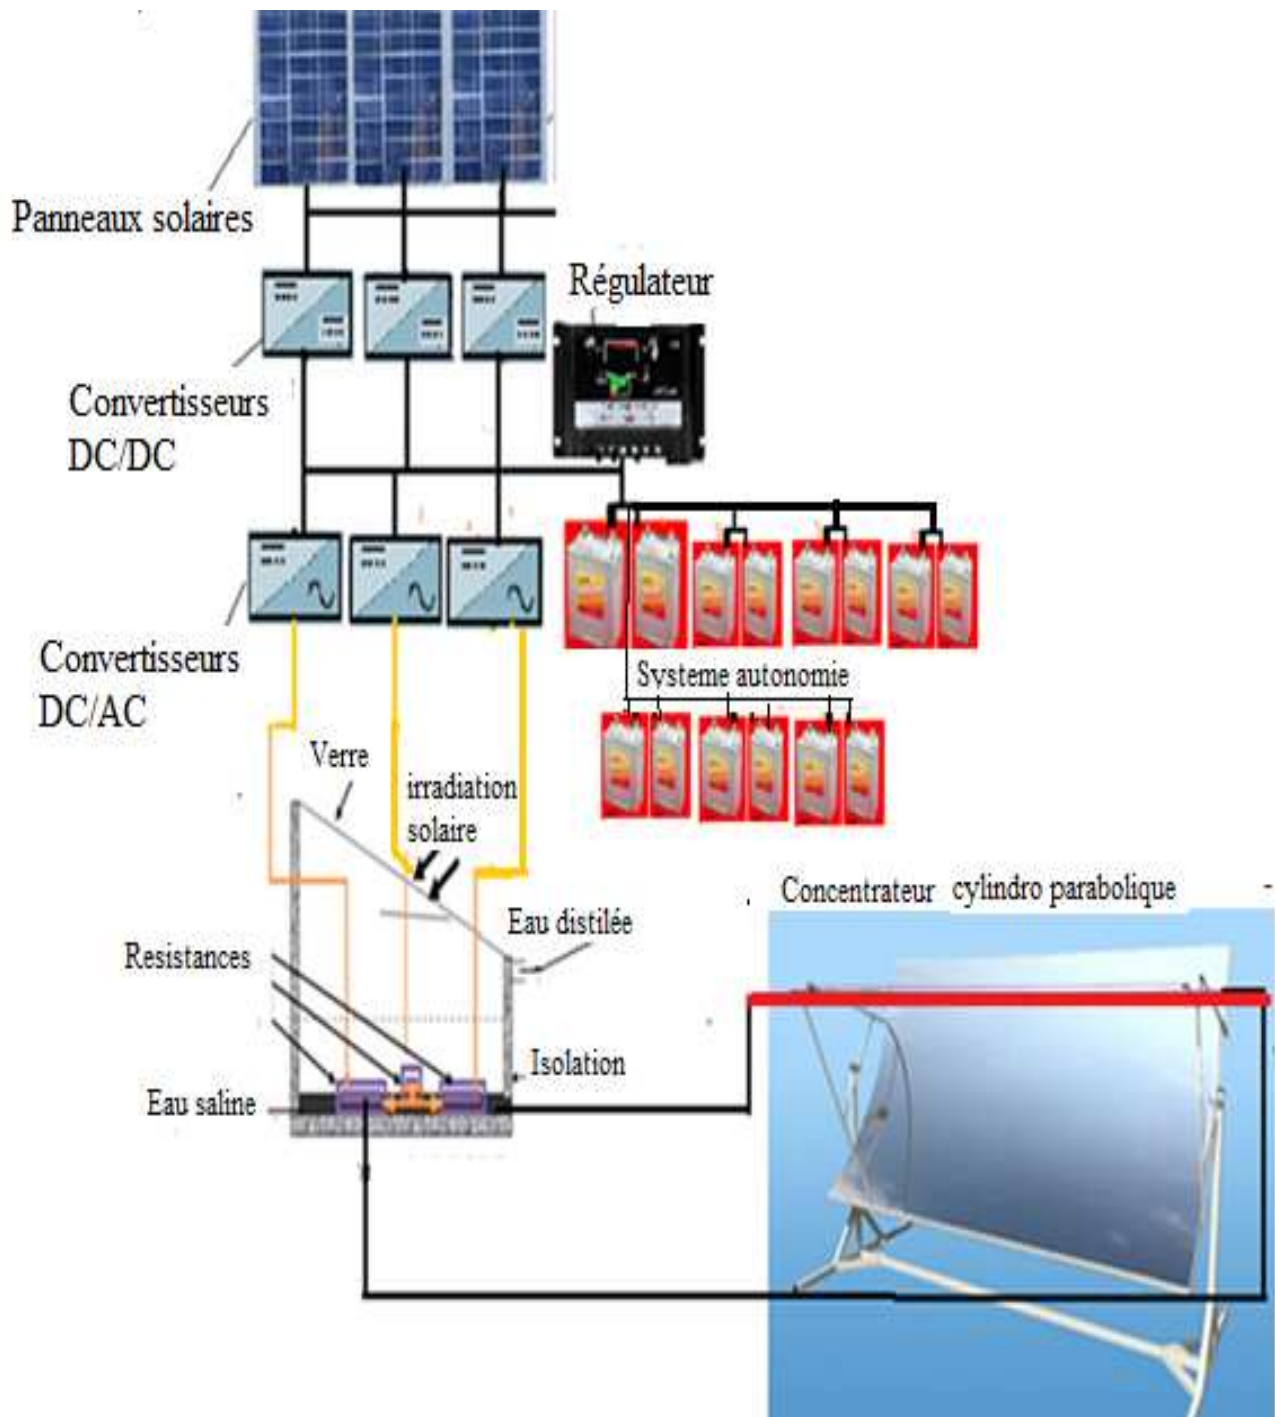 Panneaux solaires
Régulateur
Convertisseurs
DC/DC
Systeme autonomie
Convertisseurs
DC/AC
Verre
irradiation
solaire
Concentrateur cylindro parabolique
Eau distilée
Resistances
Isolation
Eau saline